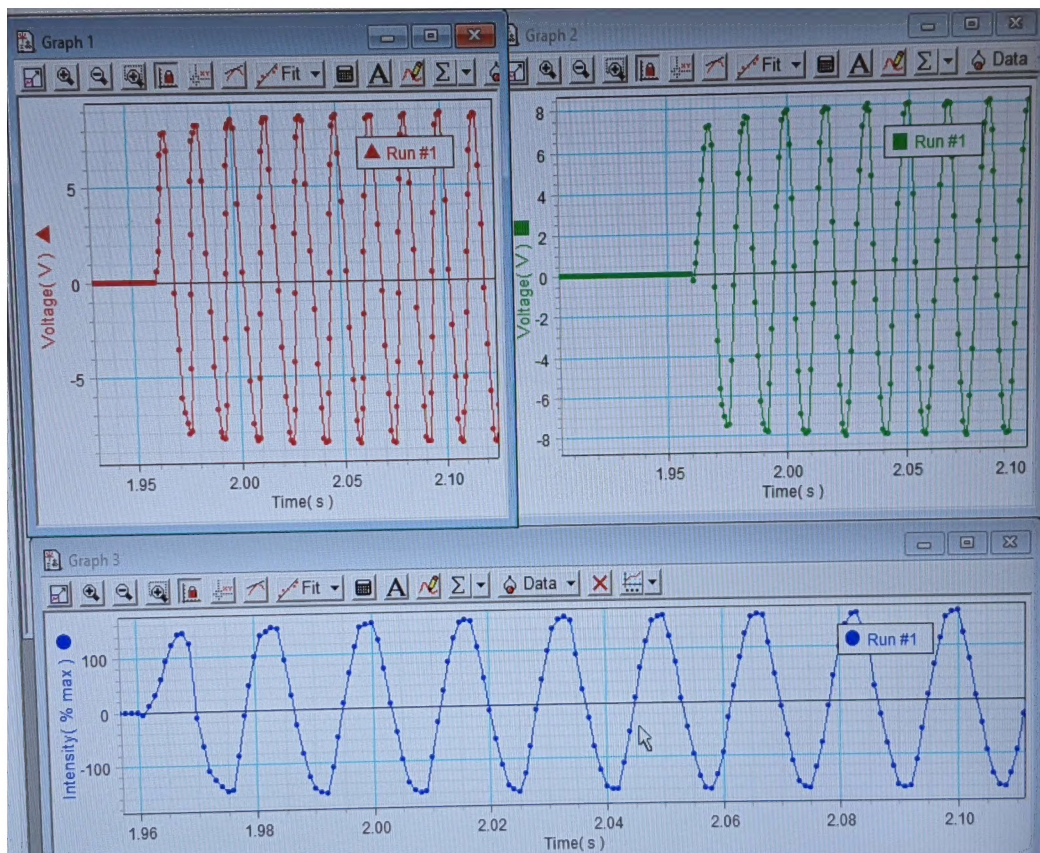 Graph 1
Fit
A
Σ
Run #1
5
0
-5
Voltage( V )
1.95
2.00
2.05
2.10
Time( s )
Graph 2
Fit
A
Σ
Data
Run #1
8
6
4
2
0
-2
-4
-6
-8
Voltage( V )
1.95
2.00
2.05
2.10
Time( s )
Graph 3
Fit
A
Σ
Data
Run #1
100
0
-100
Intensity( % max )
1.96
1.98
2.00
2.02
2.04
2.06
2.08
2.10
Time( s )